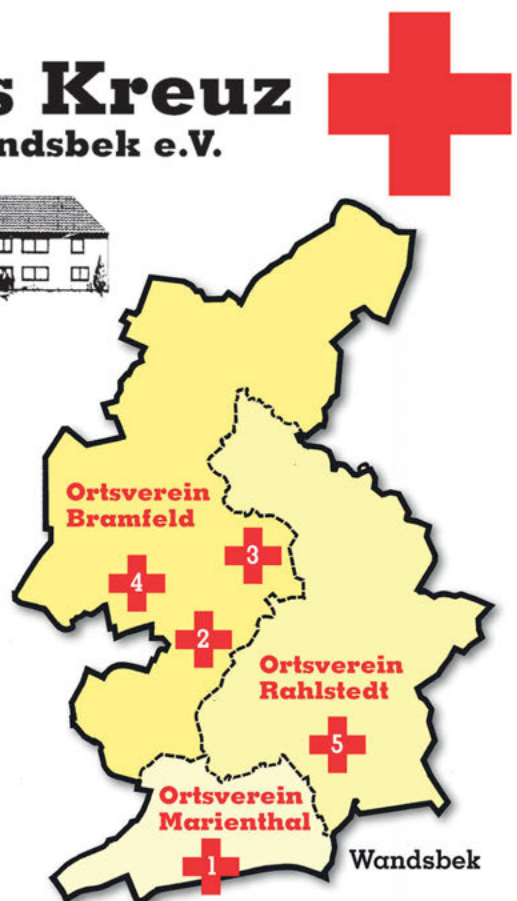 s Kreuz
ndsbek e.V.
Ortsverein
Bramfeld
3
4
2
Ortsverein
Rahlstedt
5
Ortsverein
Marienthal
1
Wandsbek